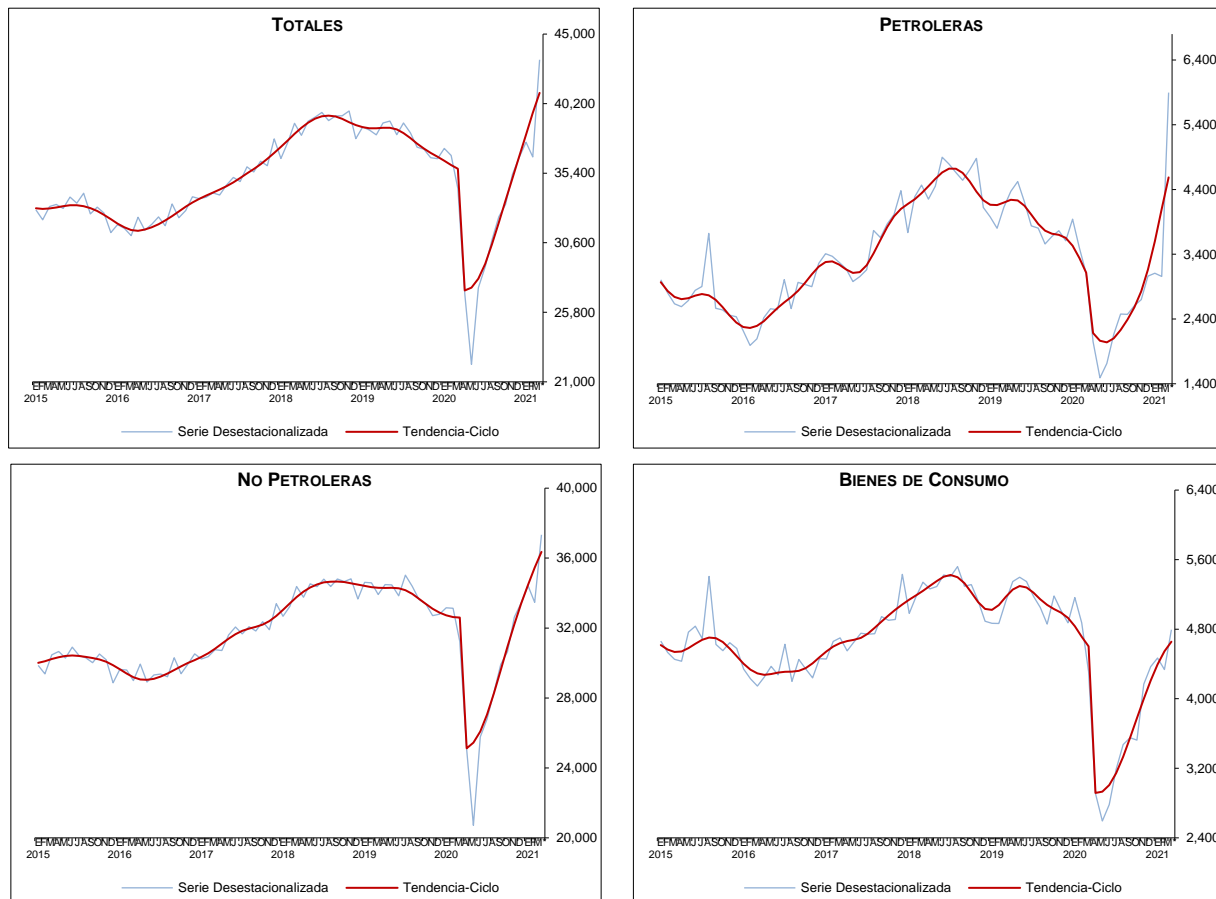 TOTALES
45,000
40,200
35,400
30,600
25,800
21,000
2015 2016 2017 2018 2019 2020 2021
Serie Desestacionalizada Tendencia-Ciclo
PETROLERAS
6,400
5,400
4,400
3,400
2,400
1,400
2015 2016 2017 2018 2019 2020 2021
Serie Desestacionalizada Tendencia-Ciclo
NO PETROLERAS
40,000
36,000
32,000
28,000
24,000
20,000
2015 2016 2017 2018 2019 2020 2021
Serie Desestacionalizada Tendencia-Ciclo
BIENES DE CONSUMO
6,400
5,600
4,800
4,000
3,200
2,400
2015 2016 2017 2018 2019 2020 2021
Serie Desestacionalizada Tendencia-Ciclo